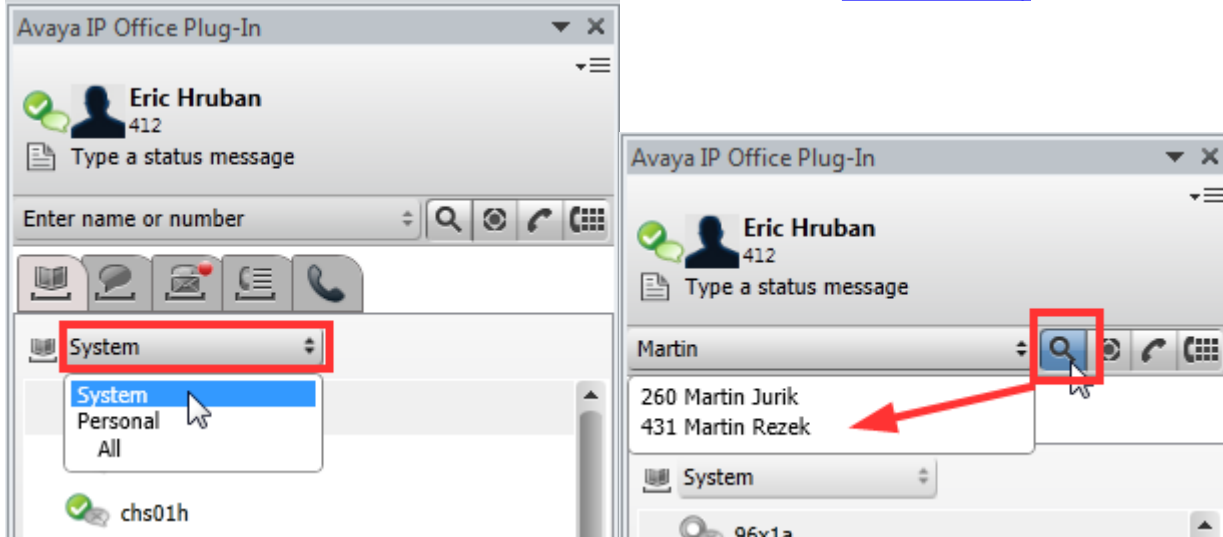 Avaya IP Office Plug-In
Eric Hruban
412
Type a status message
Enter name or number
System
System
Personal
All
chs01h
Avaya IP Office Plug-In
Eric Hruban
412
Type a status message
Martin
260 Martin Jurik
431 Martin Rezek
System
96x1a